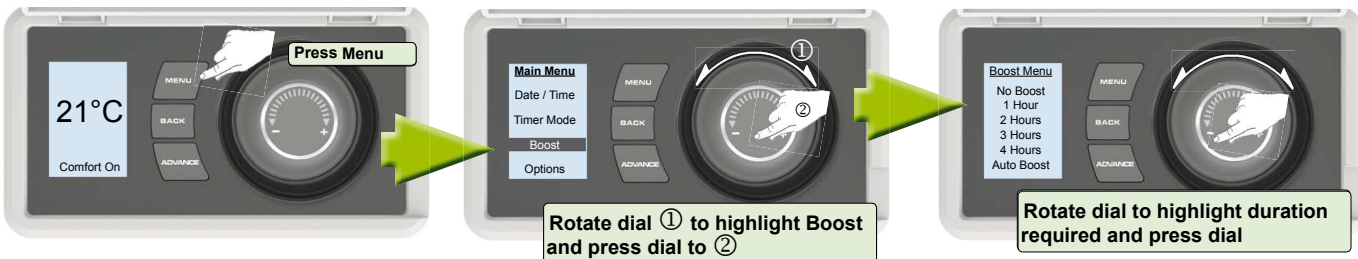 Press Menu
21°C
Comfort On
MENU
BACK
ADVANCE
- +
Main Menu
Date / Time
Timer Mode
Boost
Options
MENU
BACK
ADVANCE
①
②
-
Rotate dial ① to highlight Boost
and press dial to ②
Boost Menu
No Boost
1 Hour
2 Hours
3 Hours
4 Hours
Auto Boost
MENU
BACK
ADVANCE
- +
Rotate dial to highlight duration
required and press dial